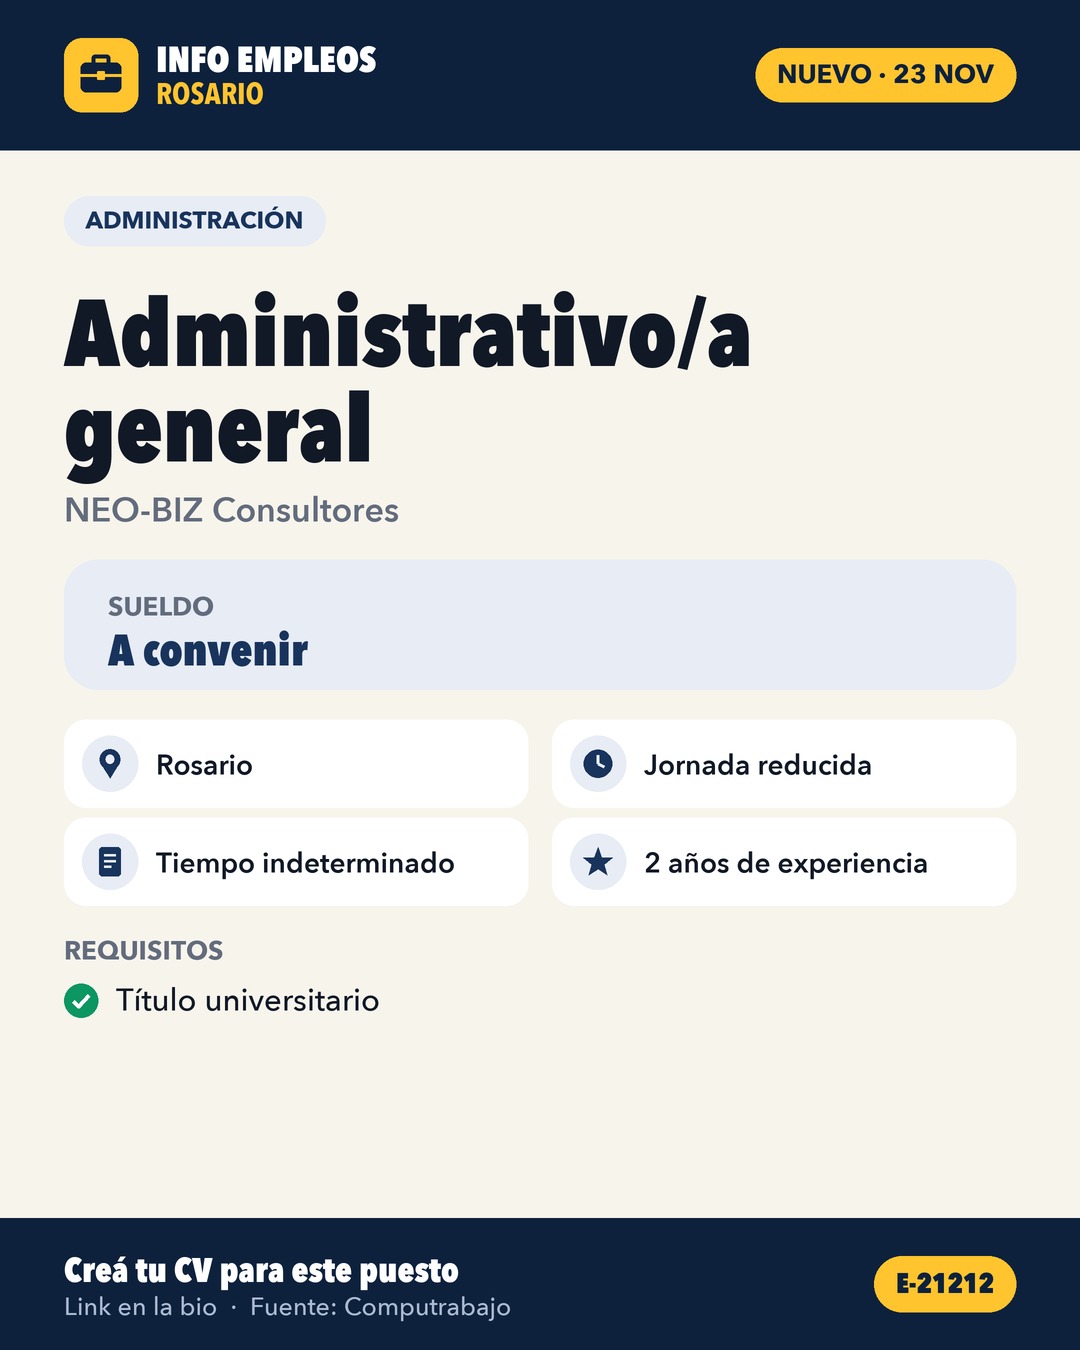 INFO EMPLEOS
ROSARIO
NUEVO · 23 NOV
ADMINISTRACIÓN
Administrativo/a
general
NEO-BIZ Consultores
SUELDO
A convenir
Rosario
Jornada reducida
Tiempo indeterminado
2 años de experiencia
REQUISITOS
Título universitario
Creá tu CV para este puesto
Link en la bio · Fuente: Computrabajo
E-21212